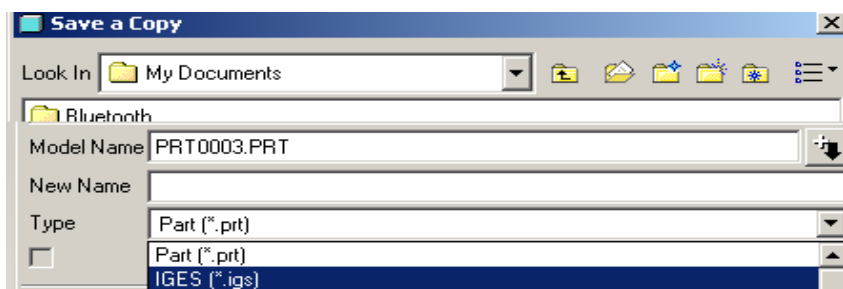 Save a Copy
Look In My Documents
Bluetooth
Model Name PRT0003.PRT
New Name
Type Part (*.prt)
Part (*.prt)
IGES (*.igs)